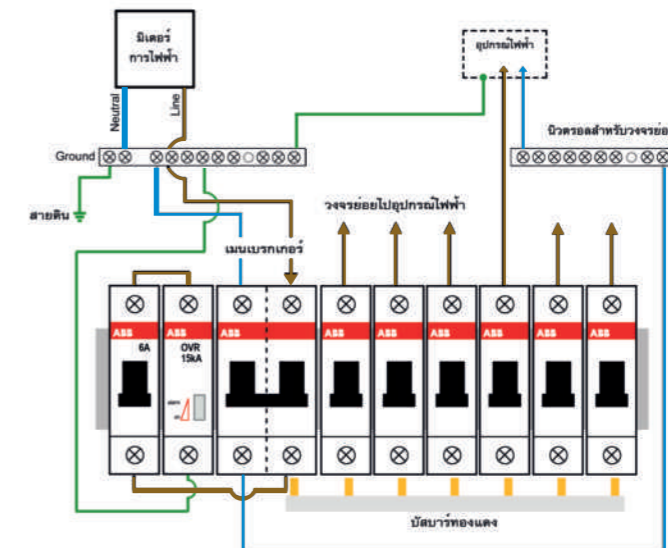 มิเตอร์
การไฟฟ้า
อุปกรณ์ไฟฟ้า
Neutral
Line
นิวตรอลสำหรับวงจรย่อ
Ground
สายดิน
วงจรย่อยไปอุปกรณ์ไฟฟ้า
เมนเบรกเกอร์
ABB ABB ABB ABB ABB ABB ABB ABB ABB
6A OVR
15kA
บัสบาร์ทองแดง